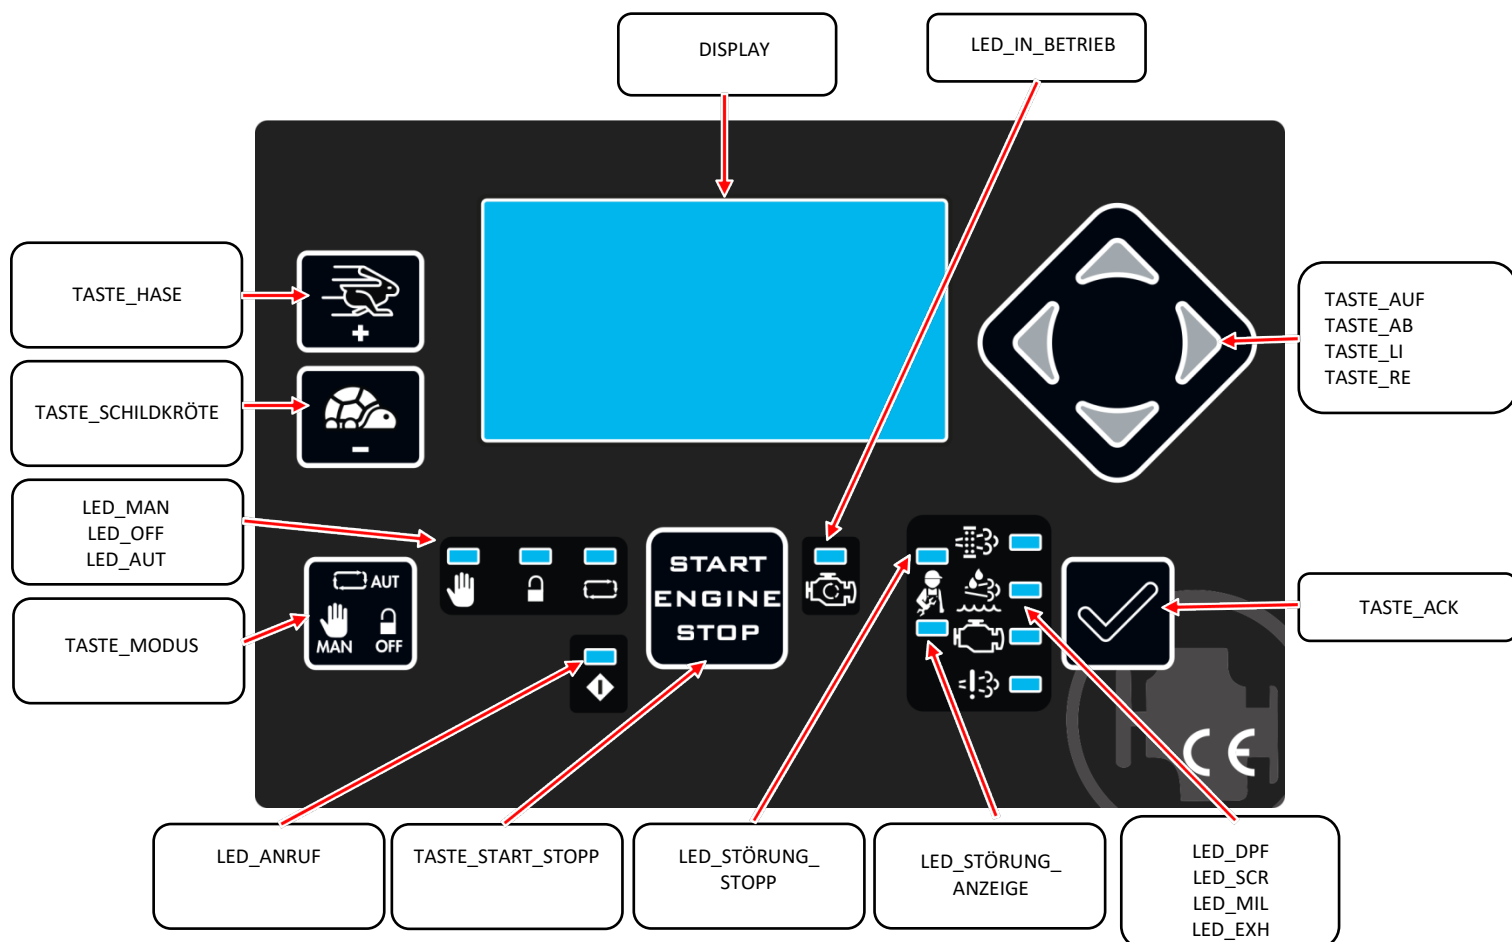 DISPLAY
LED_IN_BETRIEB
TASTE_HASE
+
TASTE_AUF
TASTE_AB
TASTE_LI
TASTE_RE
TASTE_SCHILDKRÖTE
-
LED_MAN
LED_OFF
LED_AUT
START
ENGINE
STOP
AUT
MAN OFF
TASTE_MODUS
TASTE_ACK
CE
LED_ANRUF
TASTE_START_STOPP
LED_STÖRUNG_
STOPP
LED_STÖRUNG_
ANZEIGE
LED_DPF
LED_SCR
LED_MIL
LED_EXH